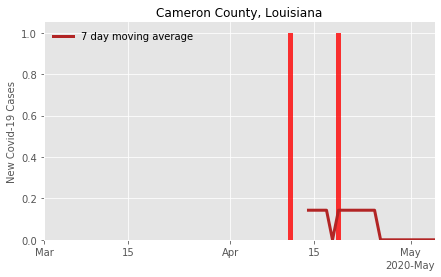 Cameron County, Louisiana
7 day moving average
New Covid-19 Cases
1.0
0.8
0.6
0.4
0.2
0.0
Mar 15 Apr 15 May
2020-May